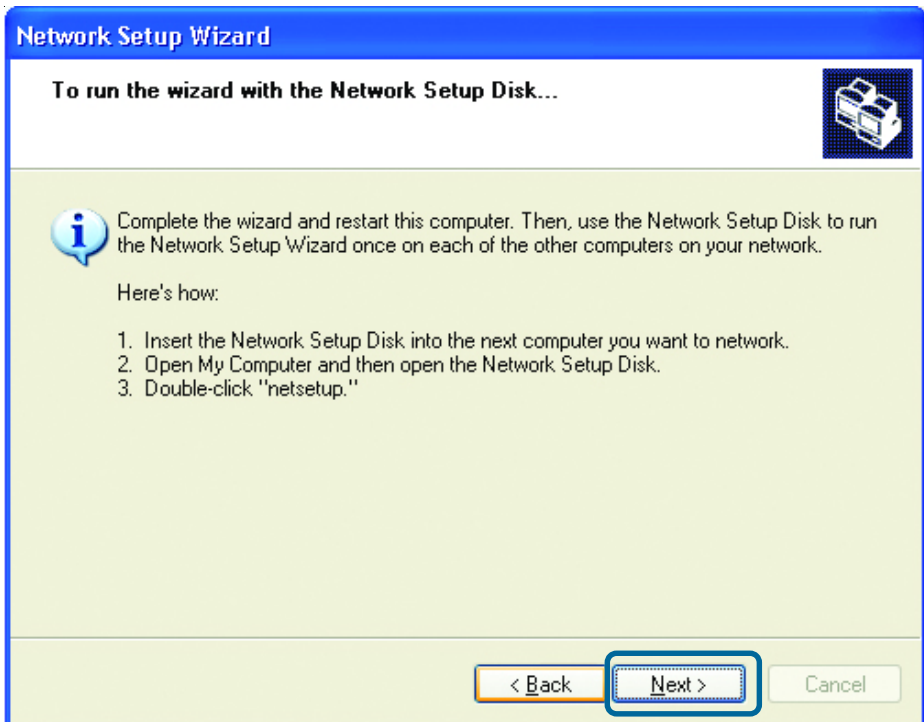 Network Setup Wizard
To run the wizard with the Network Setup Disk...
Complete the wizard and restart this computer. Then, use the Network Setup Disk to run
the Network Setup Wizard once on each of the other computers on your network.
Here's how:
1. Insert the Network Setup Disk into the next computer you want to network.
2. Open My Computer and then open the Network Setup Disk.
3. Double-click "netsetup."
< Back
Next >
Cancel